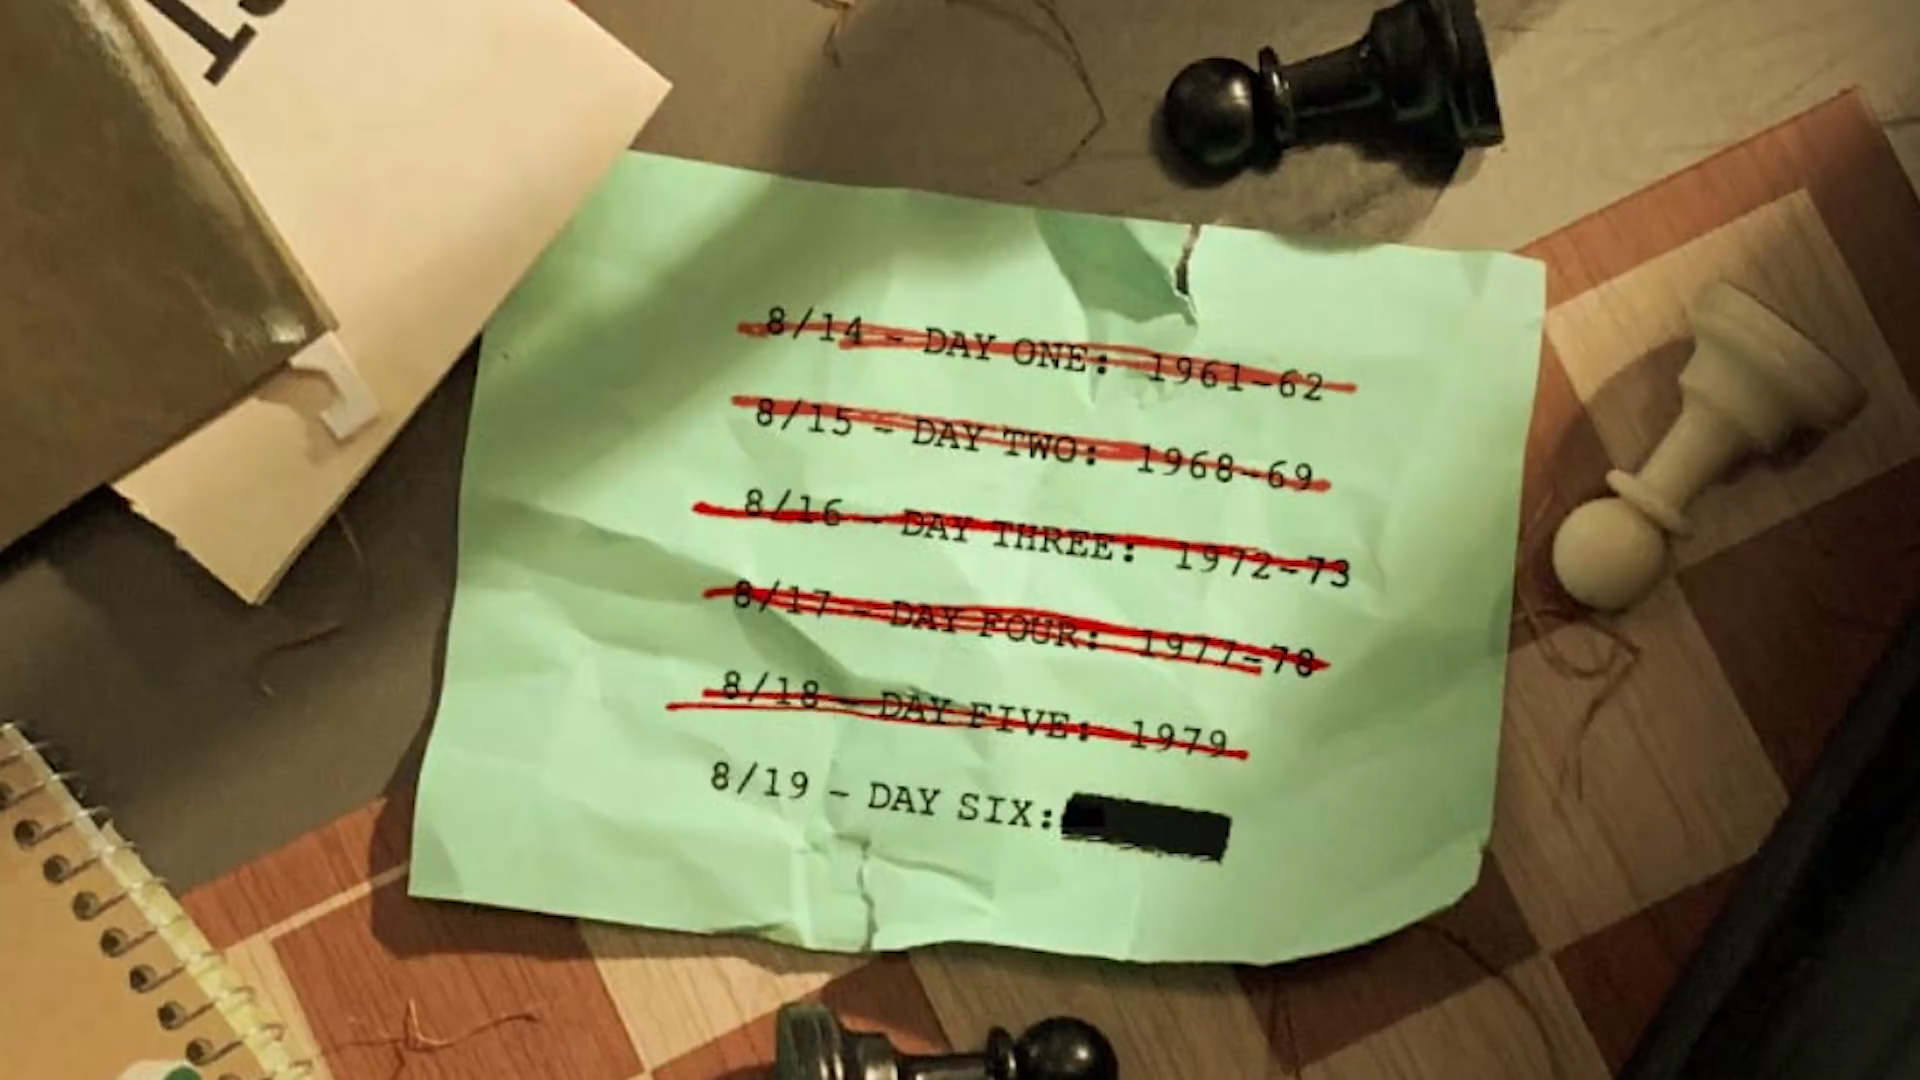 8/14 - DAY ONE: 1961-62
8/15 - DAY TWO: 1968-69
8/16 - DAY THREE: 1972-73
8/17 - DAY FOUR: 1977-78
8/18 - DAY FIVE: 1979
8/19 - DAY SIX: